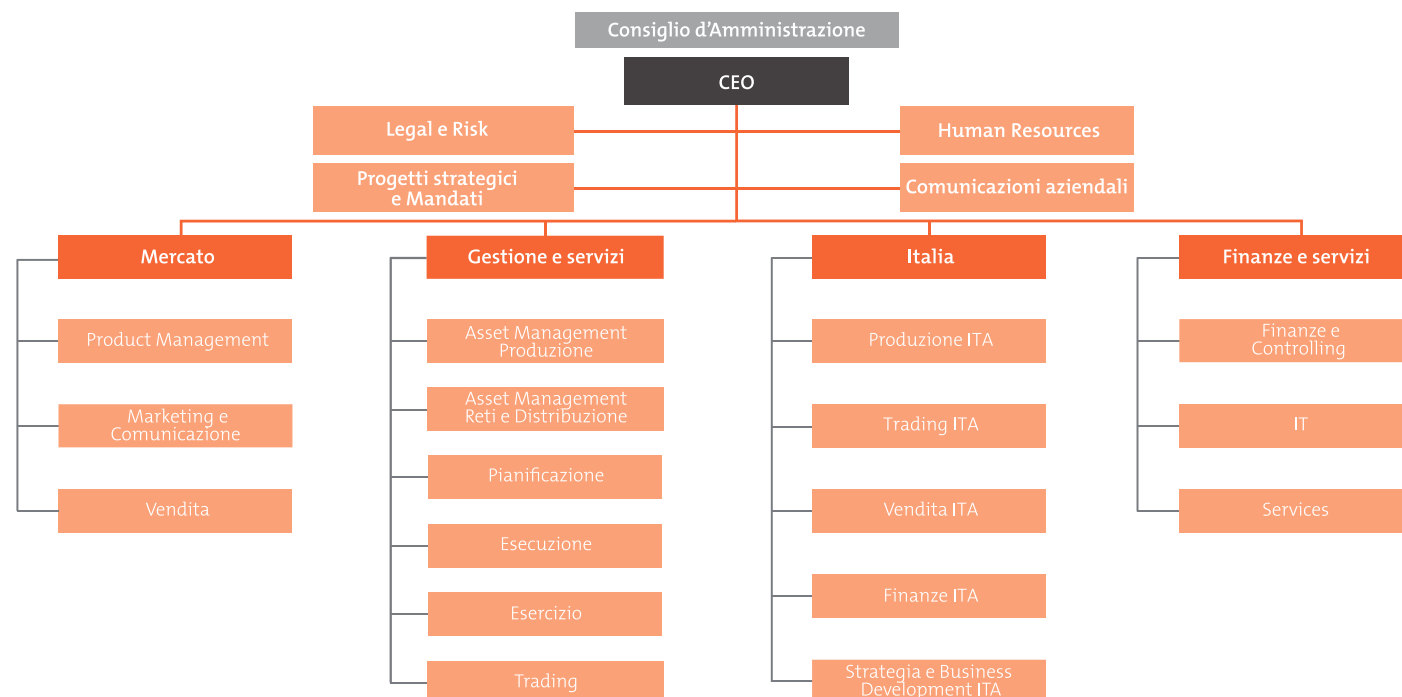 Consiglio d'Amministrazione
CEO
Legal e Risk
Human Resources
Progetti strategici
e Mandati
Comunicazioni aziendali
Mercato
Product Management
Marketing e
Comunicazione
Vendita
Gestione e servizi
Asset Management
Produzione
Asset Management
Reti e Distribuzione
Pianificazione
Esecuzione
Esercizio
Trading
Italia
Produzione ITA
Trading ITA
Vendita ITA
Finanze ITA
Strategia e Business
Development ITA
Finanze e servizi
Finanze e
Controlling
IT
Services